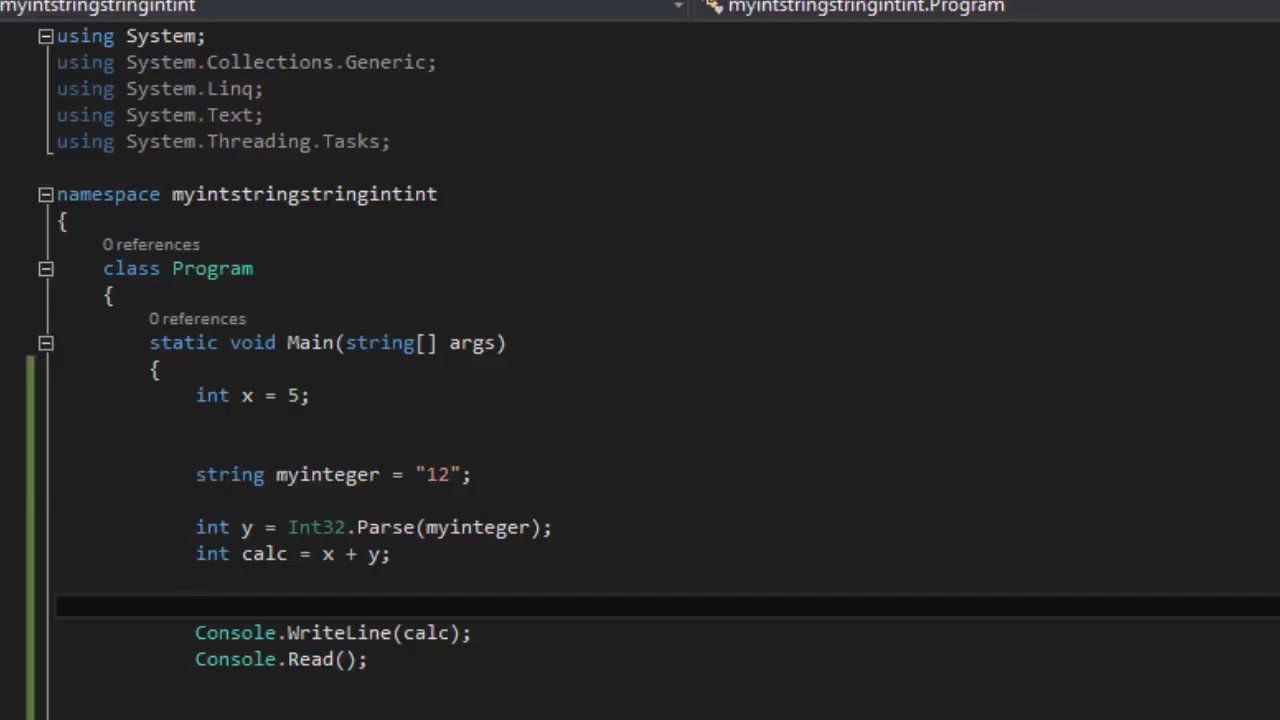 myintstringstringintint
myintstringstringintint.Program
using System;
using System.Collections.Generic;
using System.Linq;
using System.Text;
using System.Threading.Tasks;
namespace myintstringstringintint
{
0 references
class Program
{
0 references
static void Main(string[] args)
{
int x = 5;
string myinteger = "12";
int y = Int32.Parse(myinteger);
int calc = x + y;
Console.WriteLine(calc);
Console.Read();